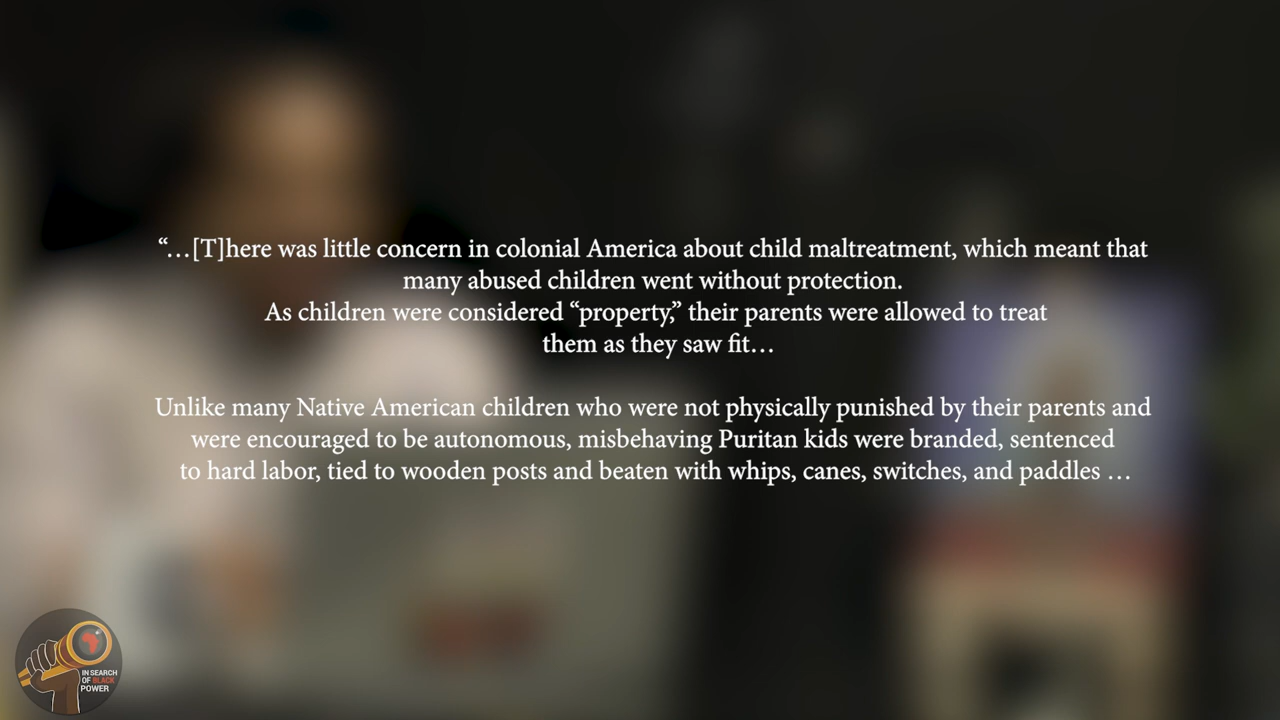 “…[T]here was little concern in colonial America about child maltreatment, which meant that
many abused children went without protection.
As children were considered “property,” their parents were allowed to treat
them as they saw fit…
Unlike many Native American children who were not physically punished by their parents and
were encouraged to be autonomous, misbehaving Puritan kids were branded, sentenced
to hard labor, tied to wooden posts and beaten with whips, canes, switches, and paddles …
IN SEARCH
OF BLACK
POWER